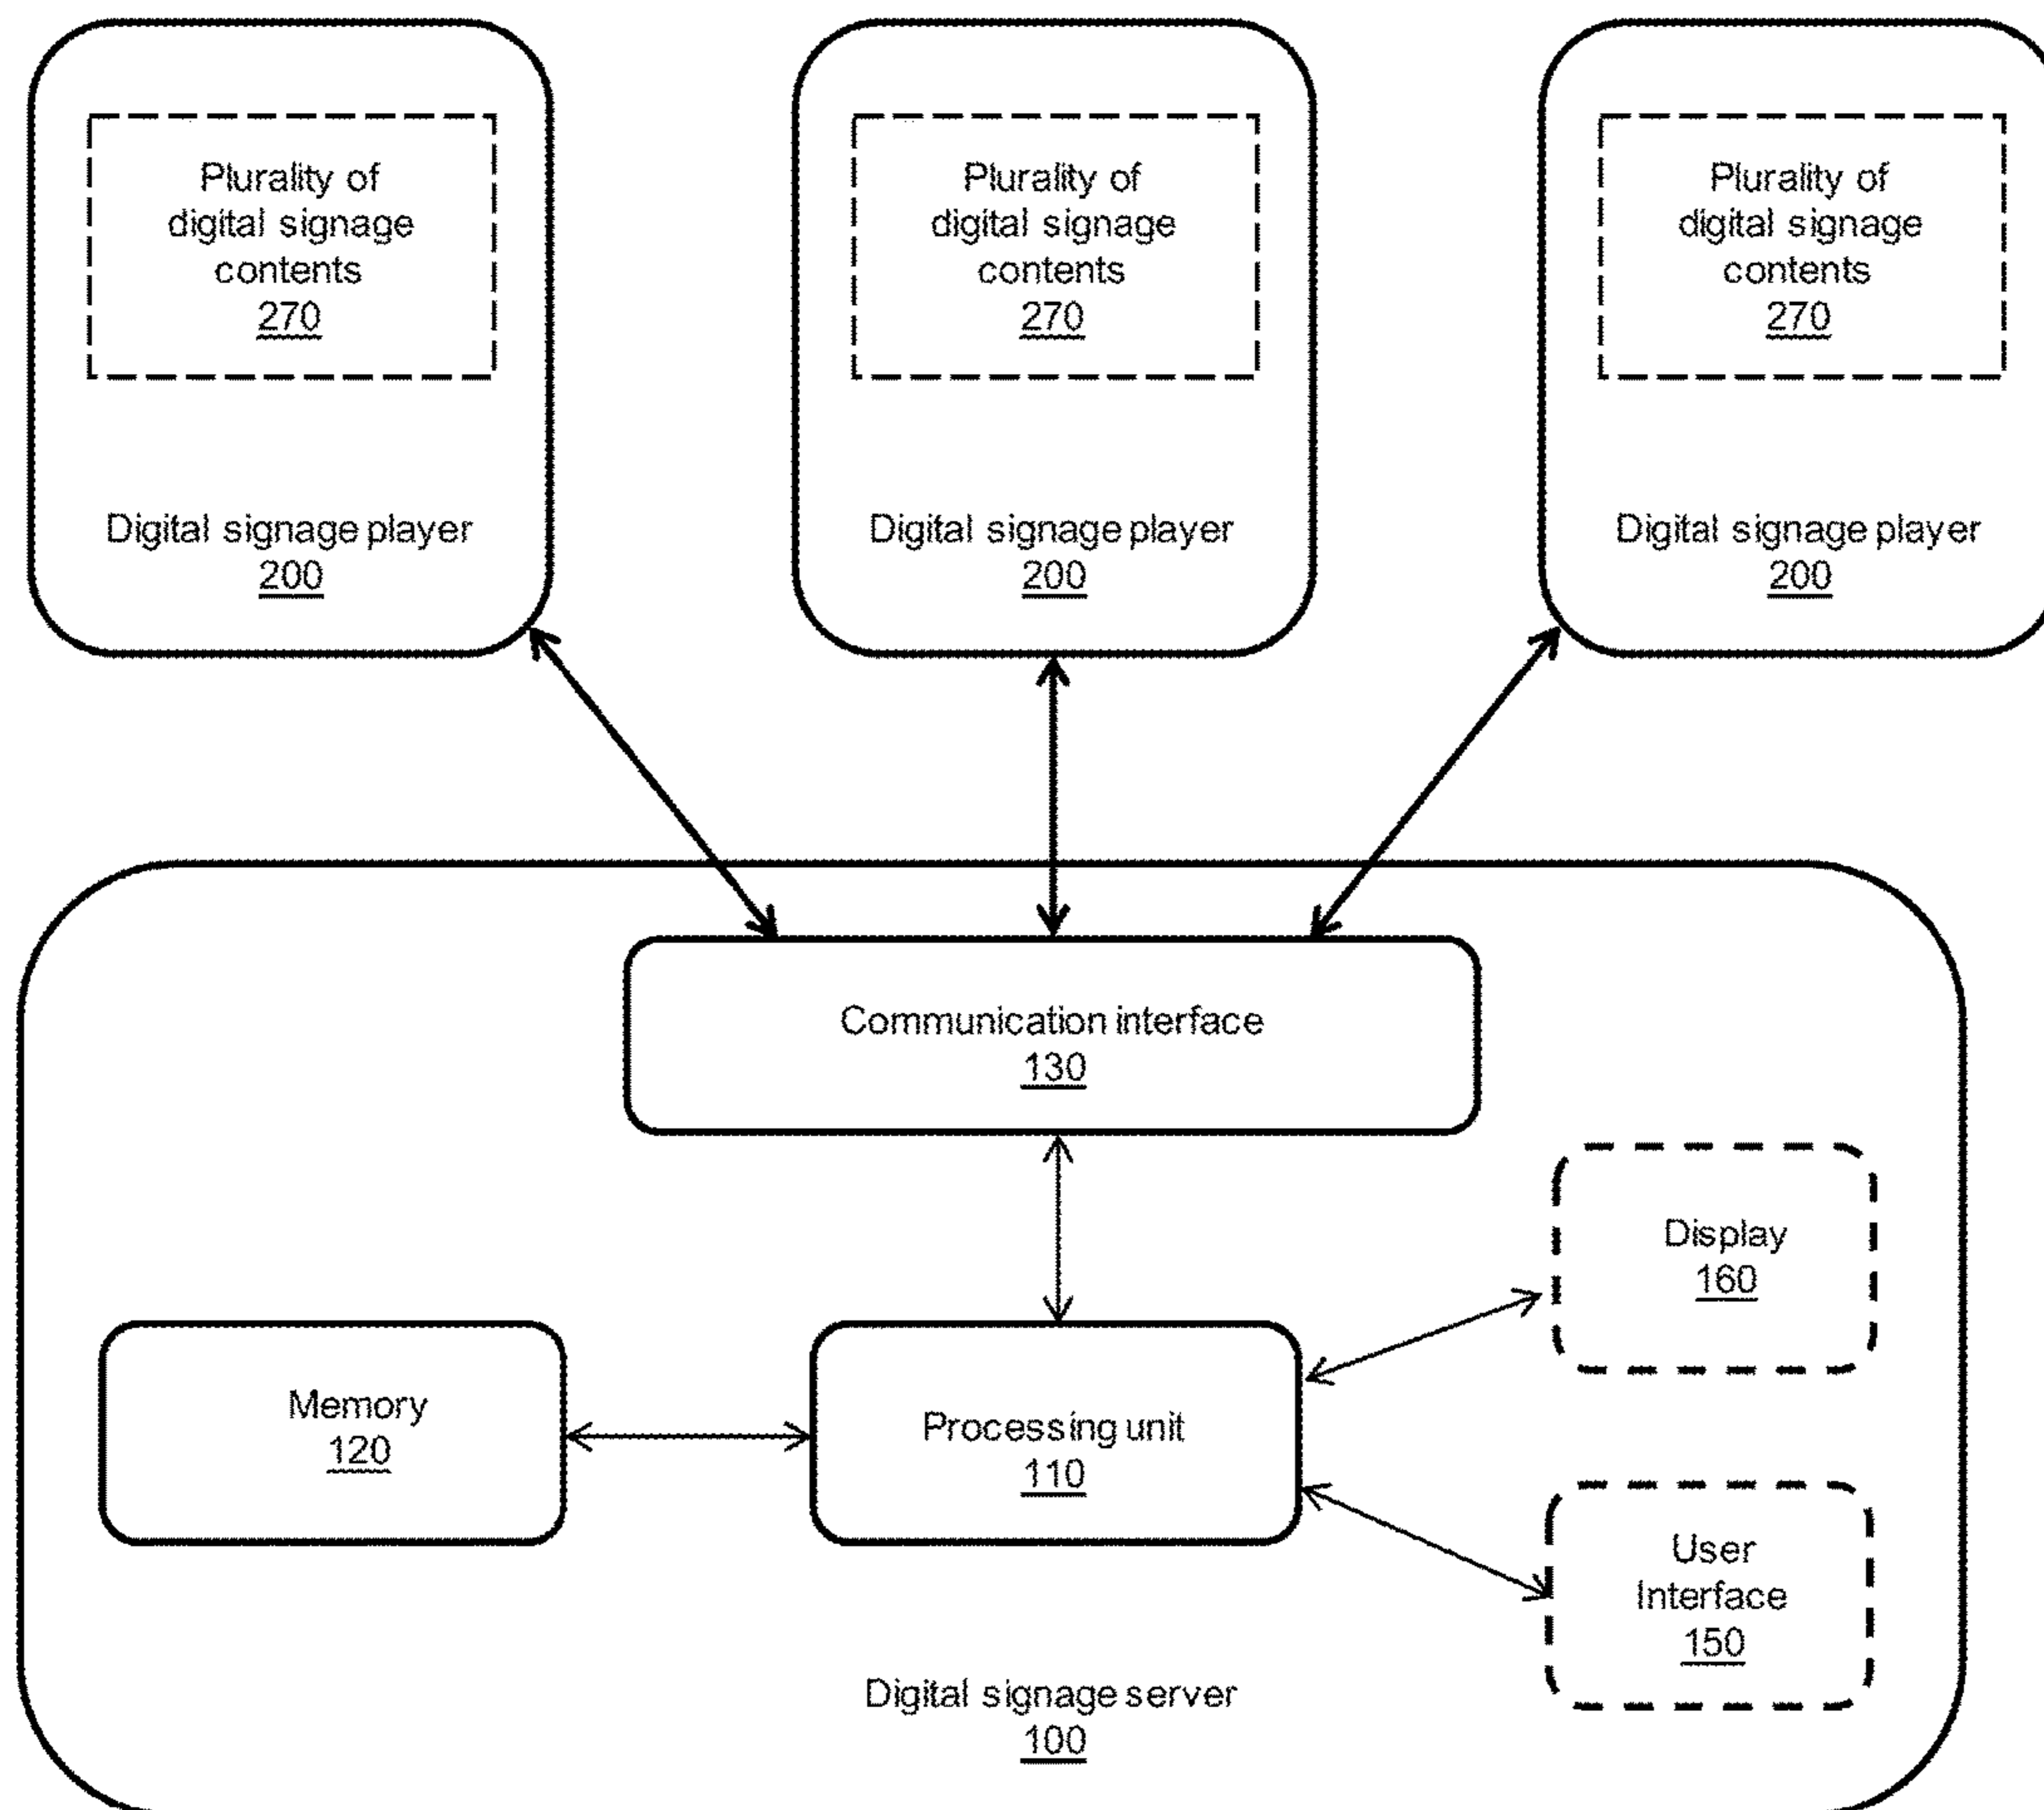 Plurality of
digital signage
contents
270
Digital signage player
200
Plurality of
digital signage
contents
270
Digital signage player
200
Plurality of
digital signage
contents
270
Digital signage player
200
Communication interface
130
Display
160
Memory
120
Processing unit
110
User
Interface
150
Digital signage server
100